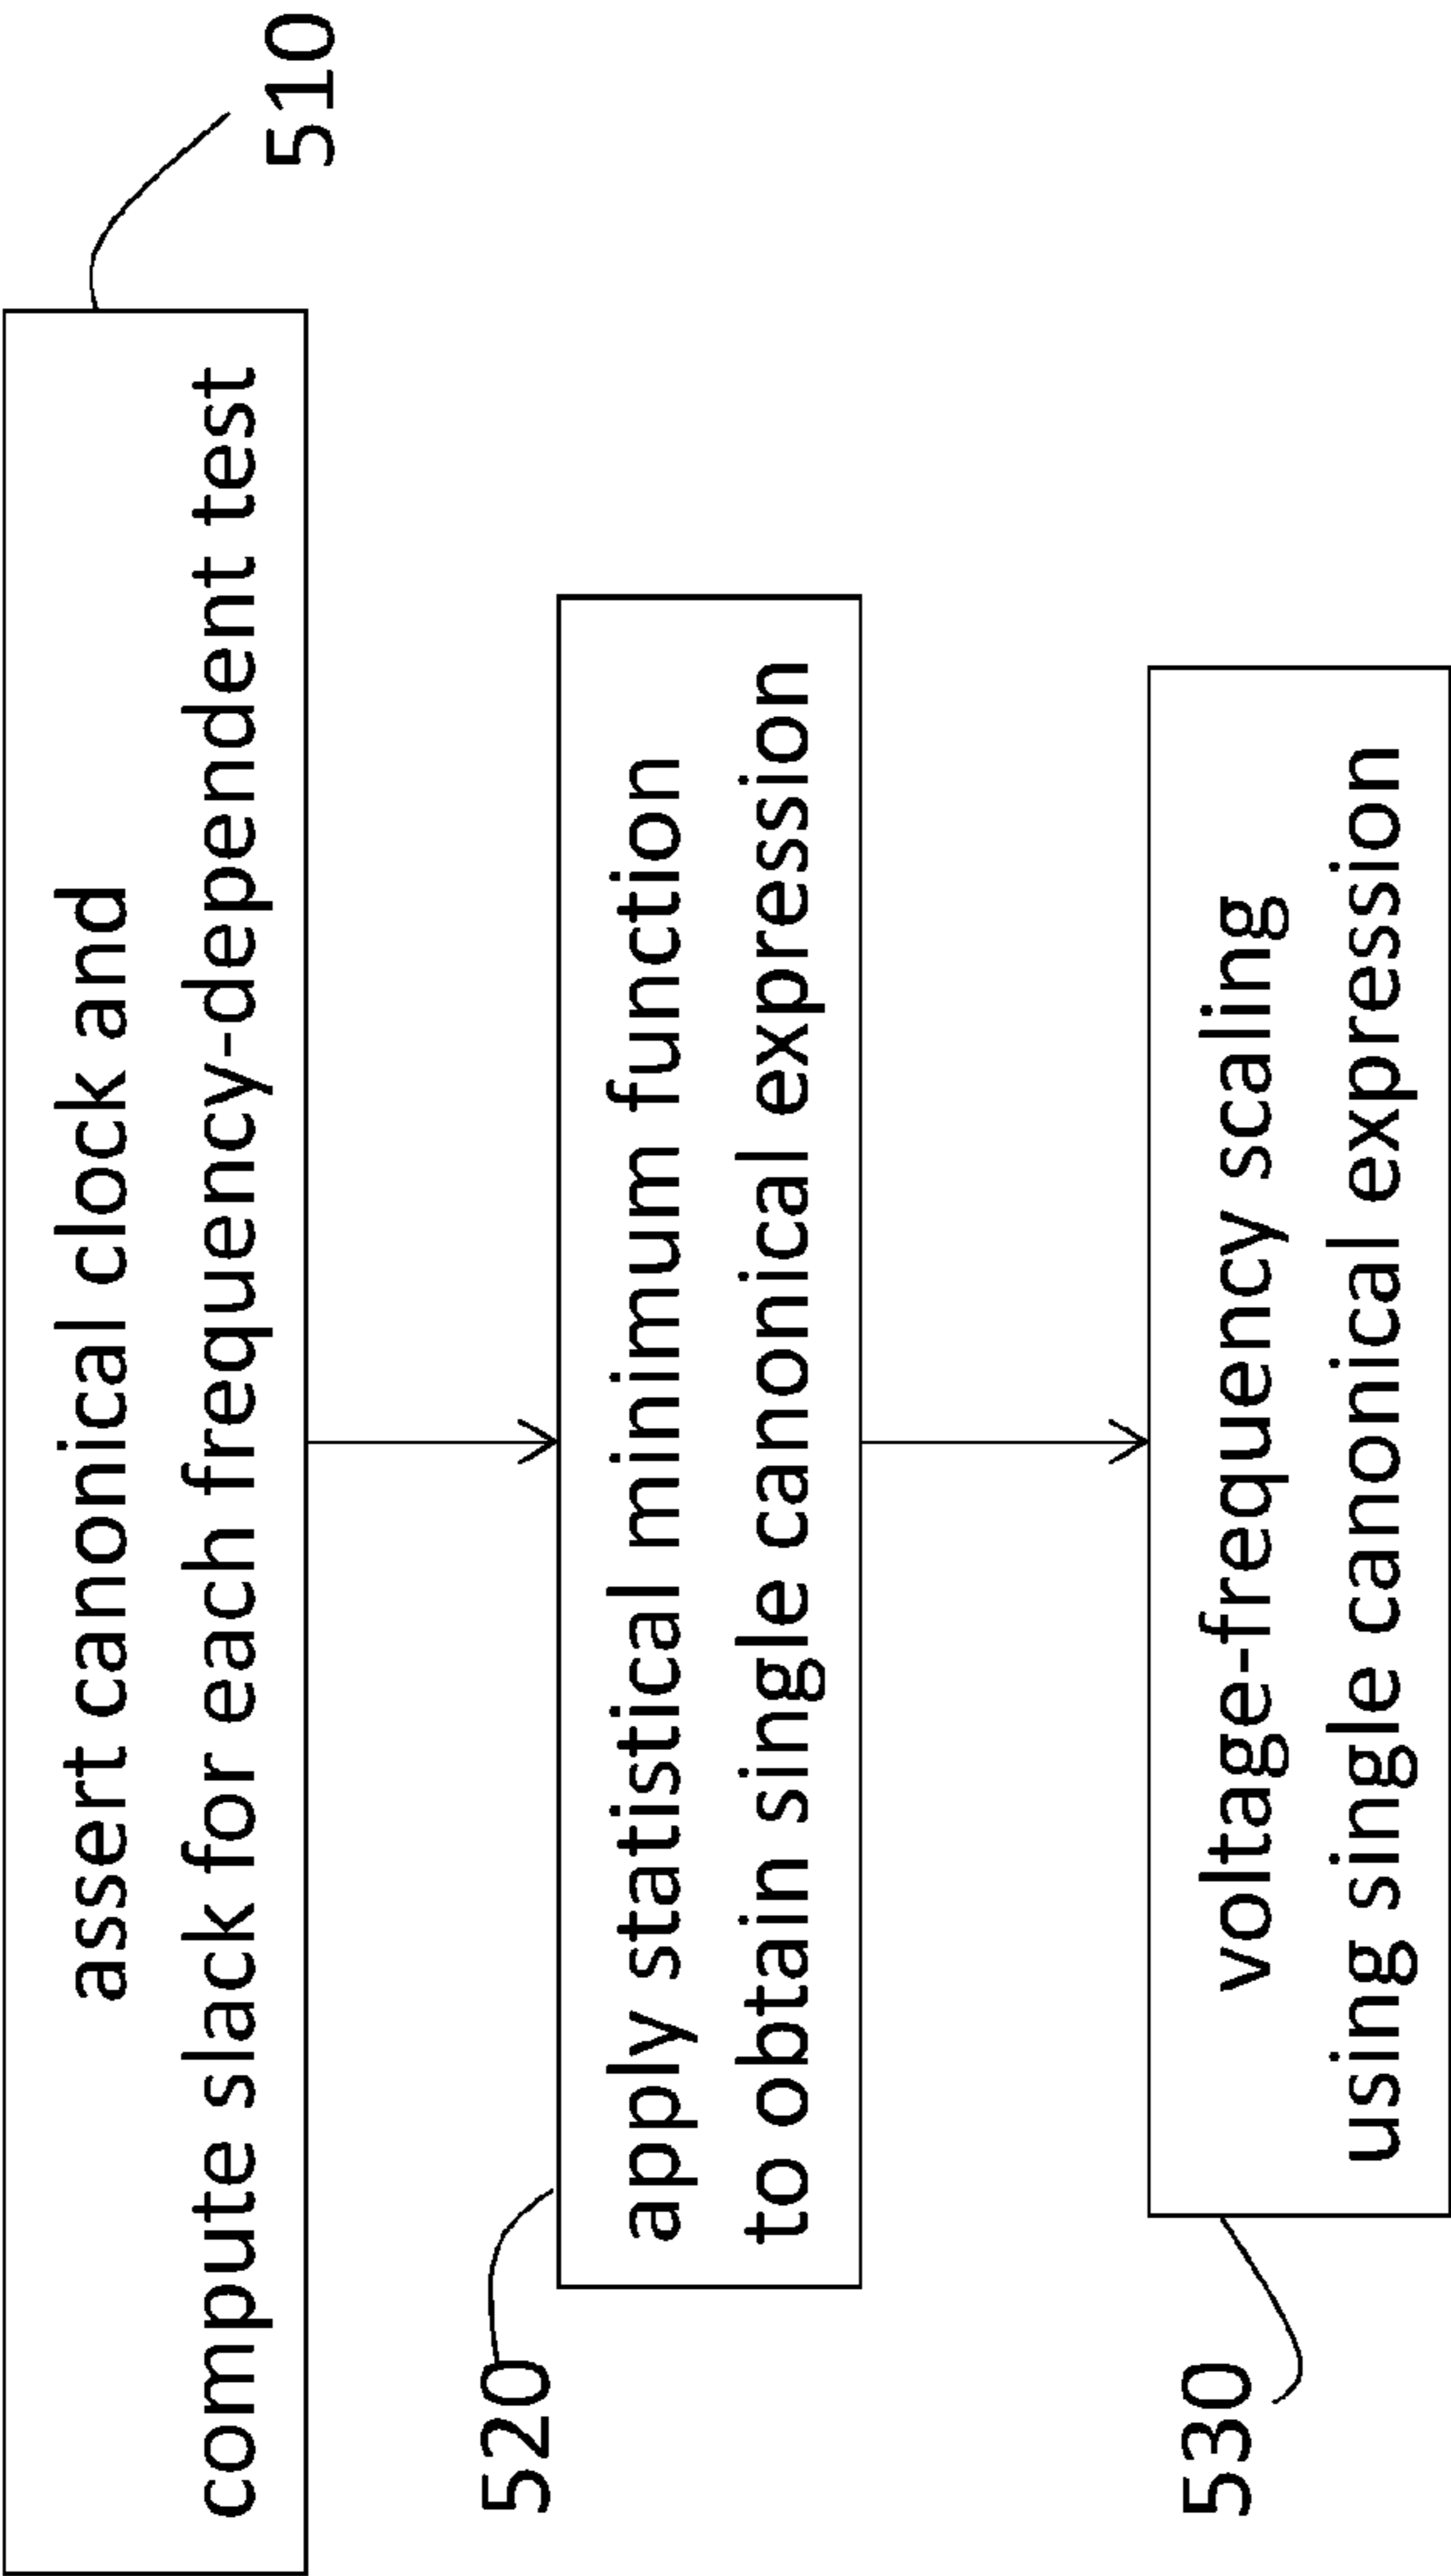 assert canonical clock and
compute slack for each frequency-dependent test
510
apply statistical minimum function
to obtain single canonical expression
520
voltage-frequency scaling
using single canonical expression
530